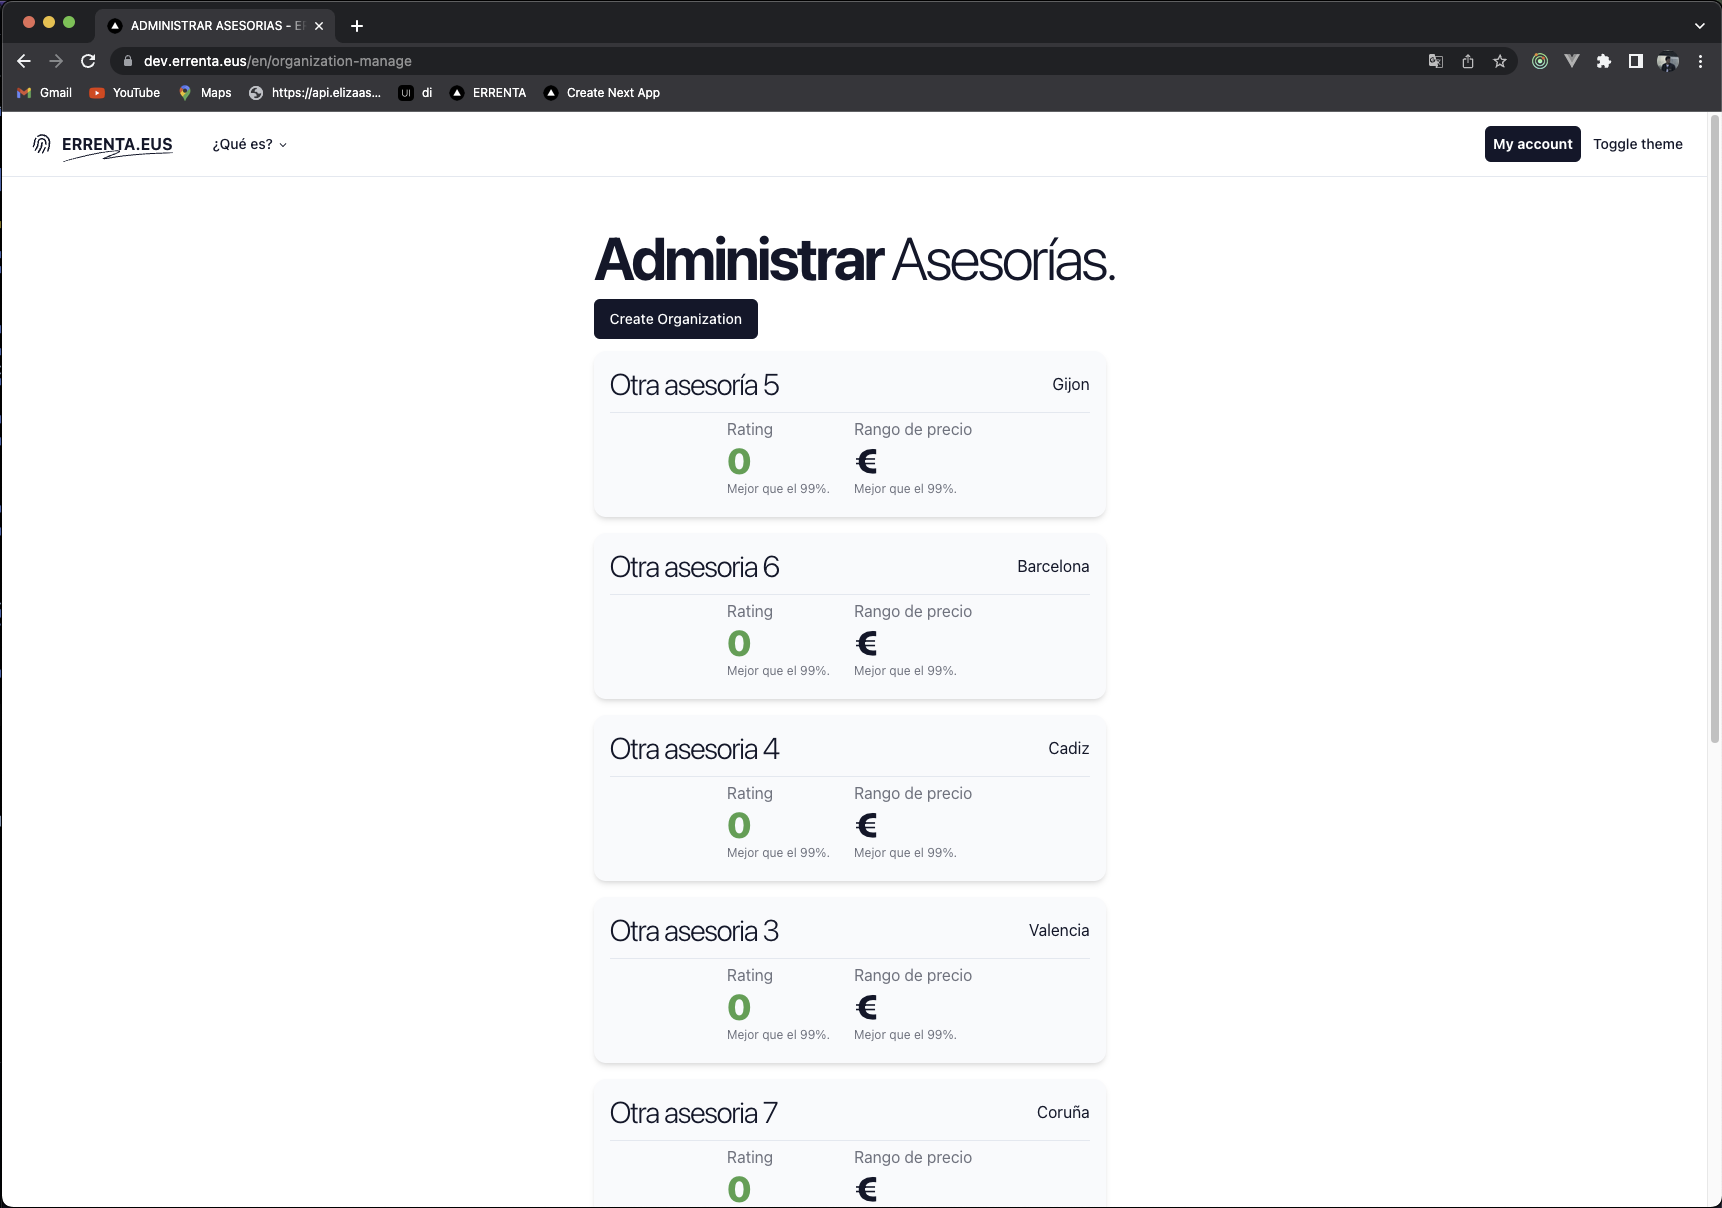 ADMINISTRAR ASESORIAS - E
dev.errenta.eus/en/organization-manage
Gmail YouTube Maps https://api.elizaas... UI di ERRENTA Create Next App
ERRENTA.EUS ¿Qué es? My account Toggle theme
Administrar Asesorías.
Create Organization
Otra asesoría 5 Gijon
Rating Rango de precio
0 €
Mejor que el 99%. Mejor que el 99%.
Otra asesoria 6 Barcelona
Rating Rango de precio
0 €
Mejor que el 99%. Mejor que el 99%.
Otra asesoria 4 Cadiz
Rating Rango de precio
0 €
Mejor que el 99%. Mejor que el 99%.
Otra asesoria 3 Valencia
Rating Rango de precio
0 €
Mejor que el 99%. Mejor que el 99%.
Otra asesoria 7 Coruña
Rating Rango de precio
0 €